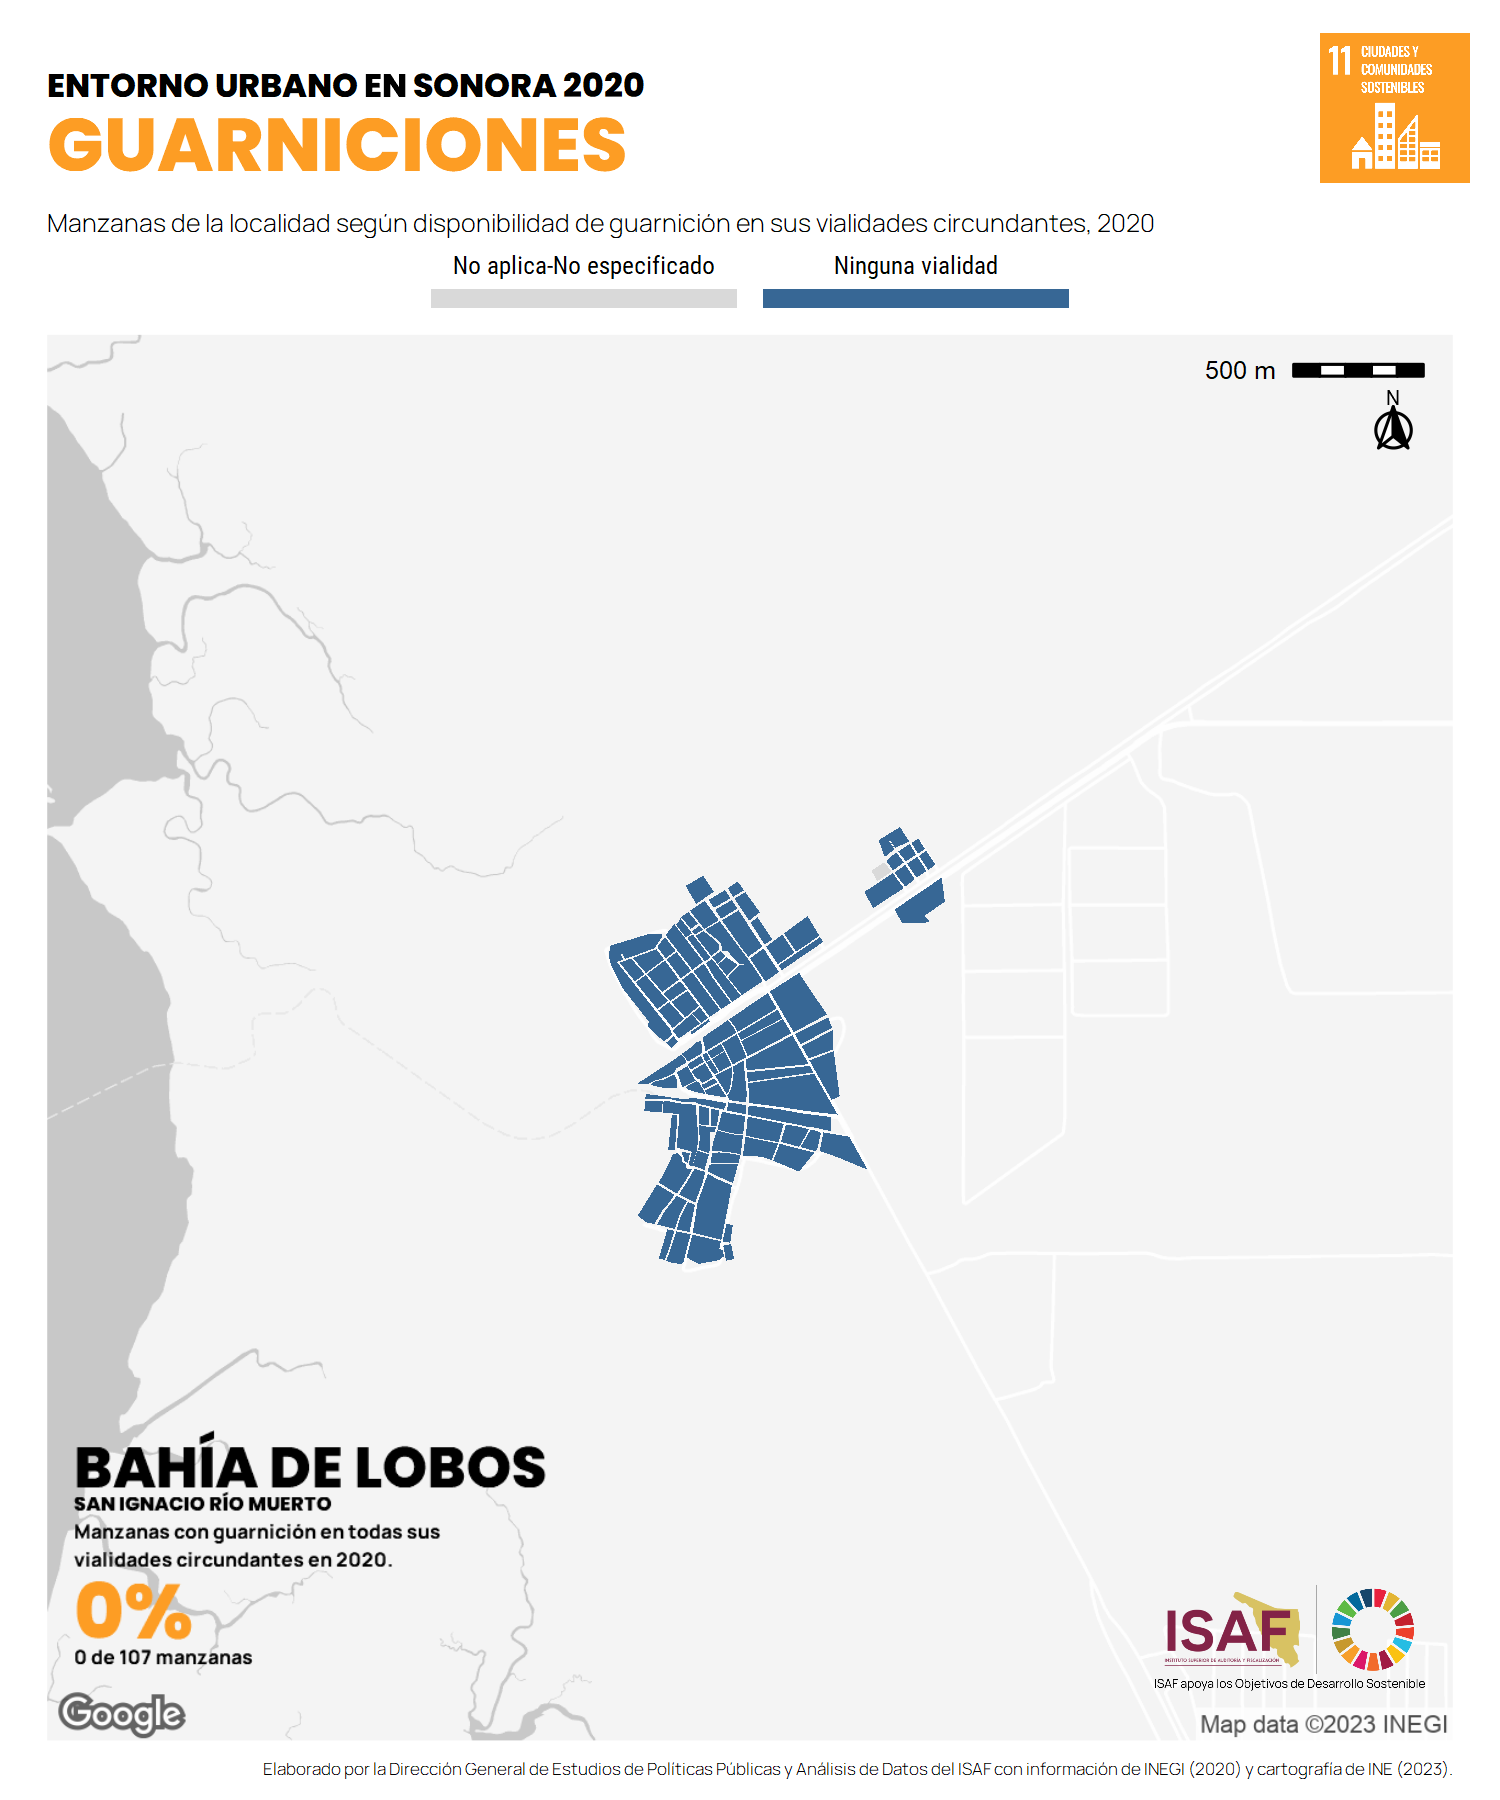 ENTORNO URBANO EN SONORA 2020
GUARNICIONES
11 CIUDADES Y
COMUNIDADES
SOSTENIBLES
Manzanas de la localidad según disponibilidad de guarnición en sus vialidades circundantes, 2020
No aplica-No especificado
Ninguna vialidad
500 m
N
BAHÍA DE LOBOS
SAN IGNACIO RÍO MUERTO
Manzanas con guarnición en todas sus
vialidades circundantes en 2020.
0%
0 de 107 manzanas
Google
ISAF
INSTITUTO SUPERIOR DE AUDITORÍA Y FISCALIZACIÓN
ISAF apoya los Objetivos de Desarrollo Sostenible
Map data ©2023 INEGI
Elaborado por la Dirección General de Estudios de Políticas Públicas y Análisis de Datos del ISAF con información de INEGI (2020) y cartografía de INE (2023).